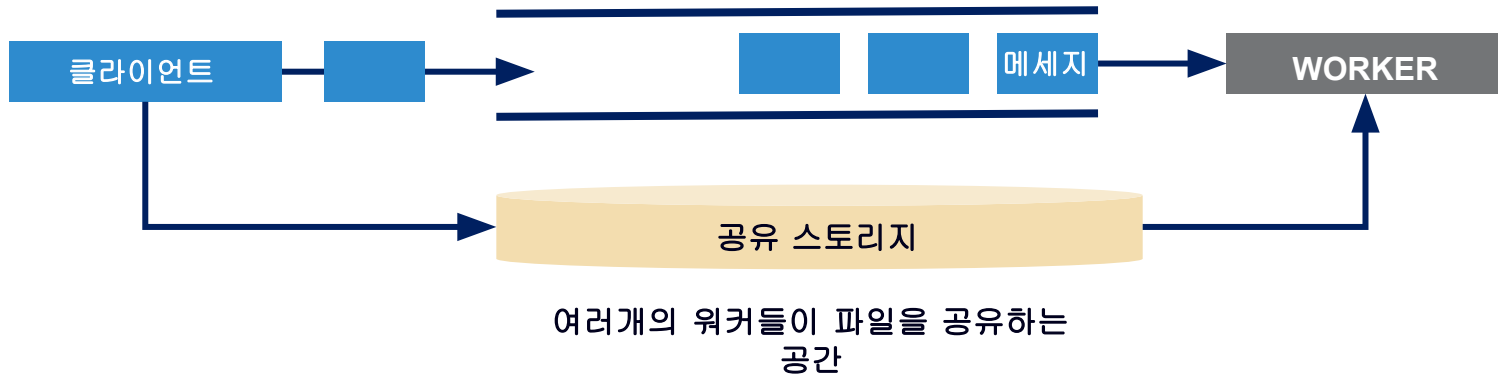 클라이언트
메세지
WORKER
공유 스토리지
여러개의 워커들이 파일을 공유하는
공간